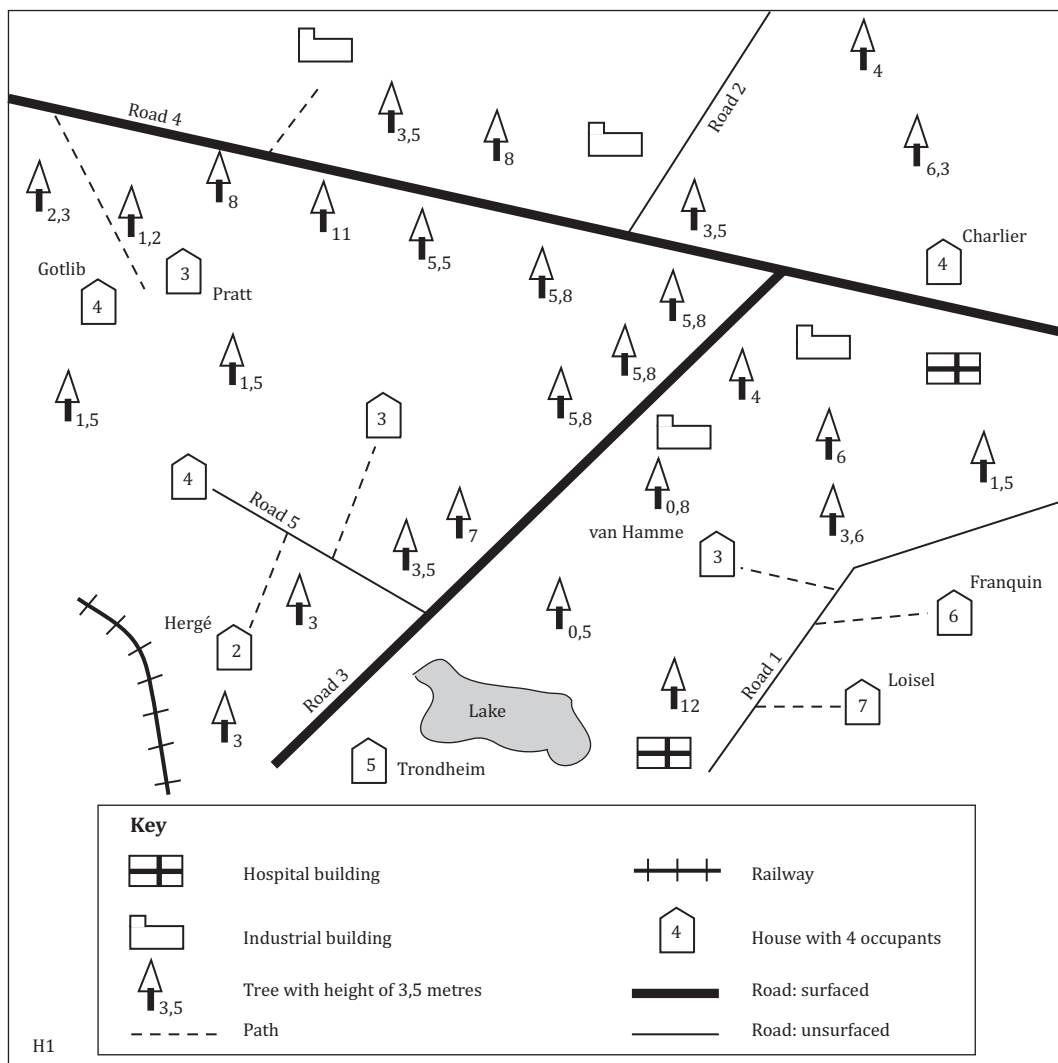 4
Road 2
Road 4
3,5
8
6,3
2,3
1,2
8
11
3,5
5,5
Charlier
4
Gotlib
3
4
Pratt
5,8
5,8
5,8
1,5
1,5
5,8
4
3
6
1,5
4
Road 5
7
0,8
3,6
van Hamme
3
3,5
Franquin
6
3
0,5
Hergé
2
Road 3
Road 1
Loisel
7
12
Lake
3
5
Trondheim
Key
Hospital building
Railway
Industrial building
4
House with 4 occupants
3,5
Tree with height of 3,5 metres
Road: surfaced
Path
Road: unsurfaced
H1